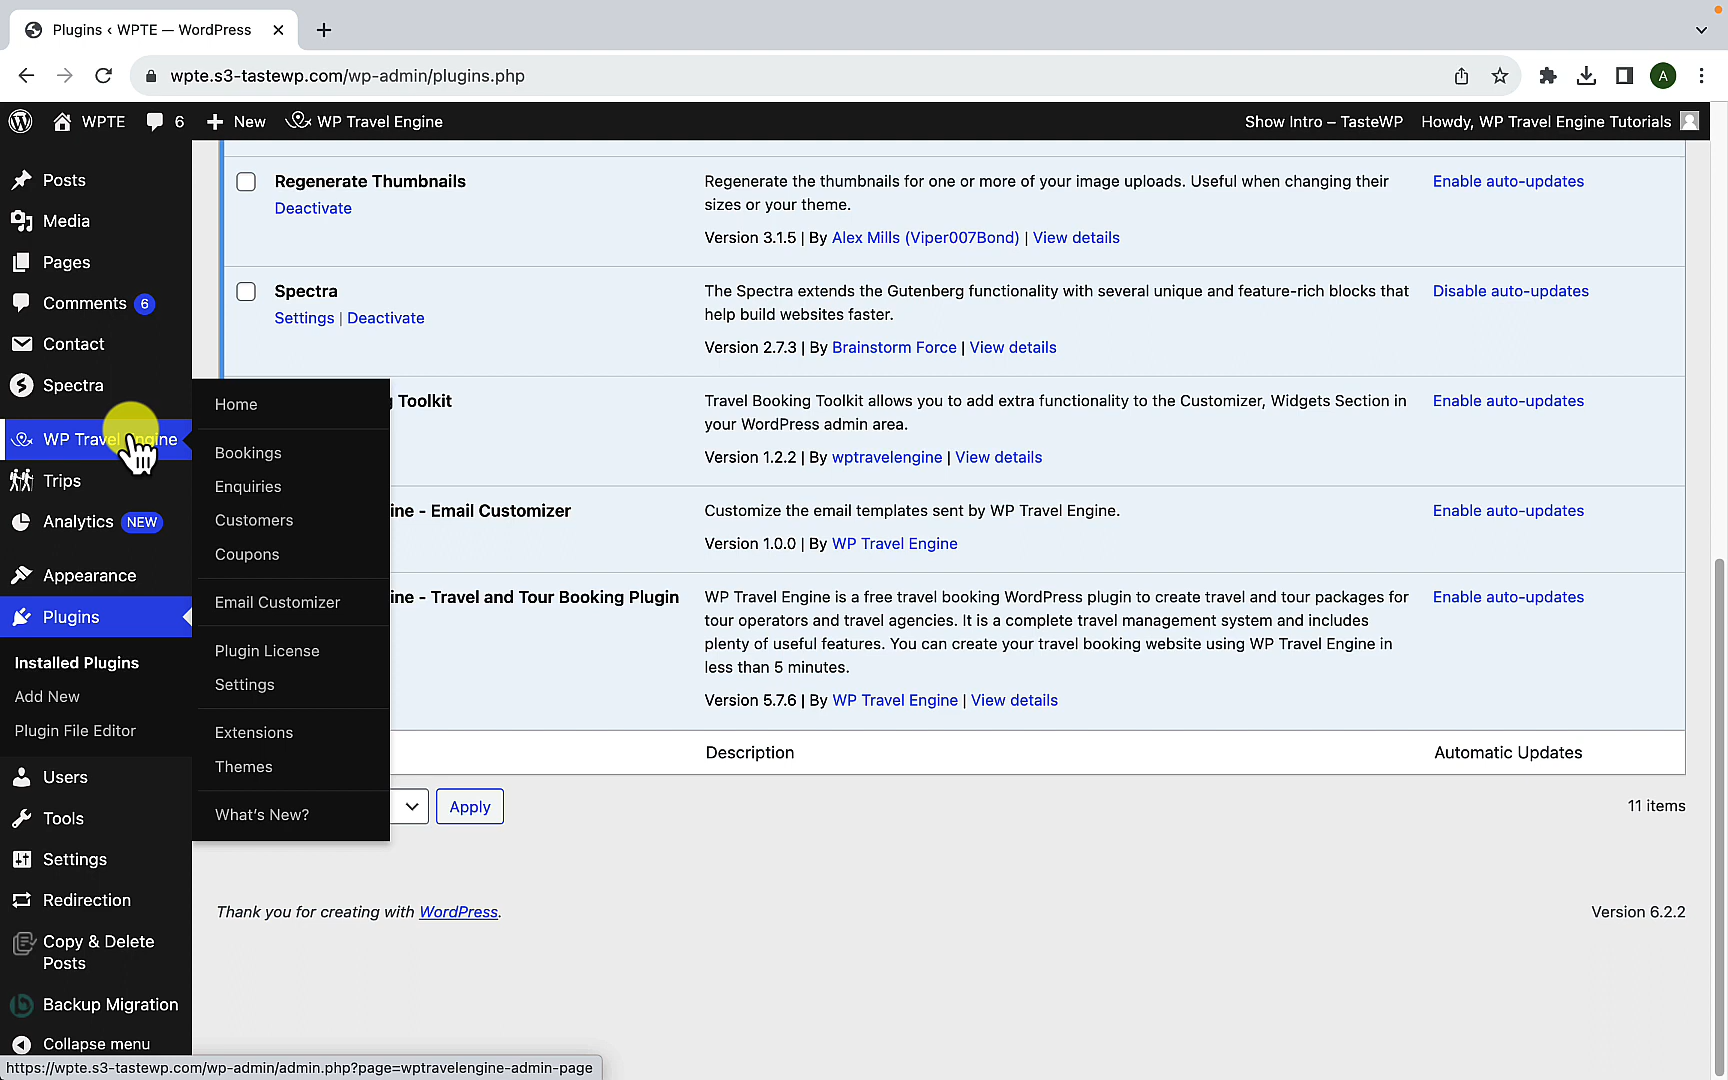 Plugins ‹ WPTE — WordPress
wpte.s3-tastewp.com/wp-admin/plugins.php
A
WPTE
6
New
WP Travel Engine
Show Intro – TasteWP
Howdy, WP Travel Engine Tutorials
Posts
Media
Pages
Comments 6
Contact
Spectra
WP Travel Engine
Trips
Analytics NEW
Appearance
Plugins
Installed Plugins
Add New
Plugin File Editor
Users
Tools
Settings
Redirection
Copy & Delete
Posts
Backup Migration
Collapse menu
Home
Bookings
Enquiries
Customers
Coupons
Email Customizer
Plugin License
Settings
Extensions
Themes
What's New?
Regenerate Thumbnails
Deactivate
Regenerate the thumbnails for one or more of your image uploads. Useful when changing their
sizes or your theme.
Version 3.1.5 | By Alex Mills (Viper007Bond) | View details
Enable auto-updates
Spectra
Settings | Deactivate
The Spectra extends the Gutenberg functionality with several unique and feature-rich blocks that
help build websites faster.
Version 2.7.3 | By Brainstorm Force | View details
Disable auto-updates
Toolkit
Travel Booking Toolkit allows you to add extra functionality to the Customizer, Widgets Section in
your WordPress admin area.
Version 1.2.2 | By wptravelengine | View details
Enable auto-updates
ine - Email Customizer
Customize the email templates sent by WP Travel Engine.
Version 1.0.0 | By WP Travel Engine
Enable auto-updates
ine - Travel and Tour Booking Plugin
WP Travel Engine is a free travel booking WordPress plugin to create travel and tour packages for
tour operators and travel agencies. It is a complete travel management system and includes
plenty of useful features. You can create your travel booking website using WP Travel Engine in
less than 5 minutes.
Version 5.7.6 | By WP Travel Engine | View details
Enable auto-updates
Description
Automatic Updates
Apply
11 items
Thank you for creating with WordPress.
Version 6.2.2
https://wpte.s3-tastewp.com/wp-admin/admin.php?page=wptravelengine-admin-page